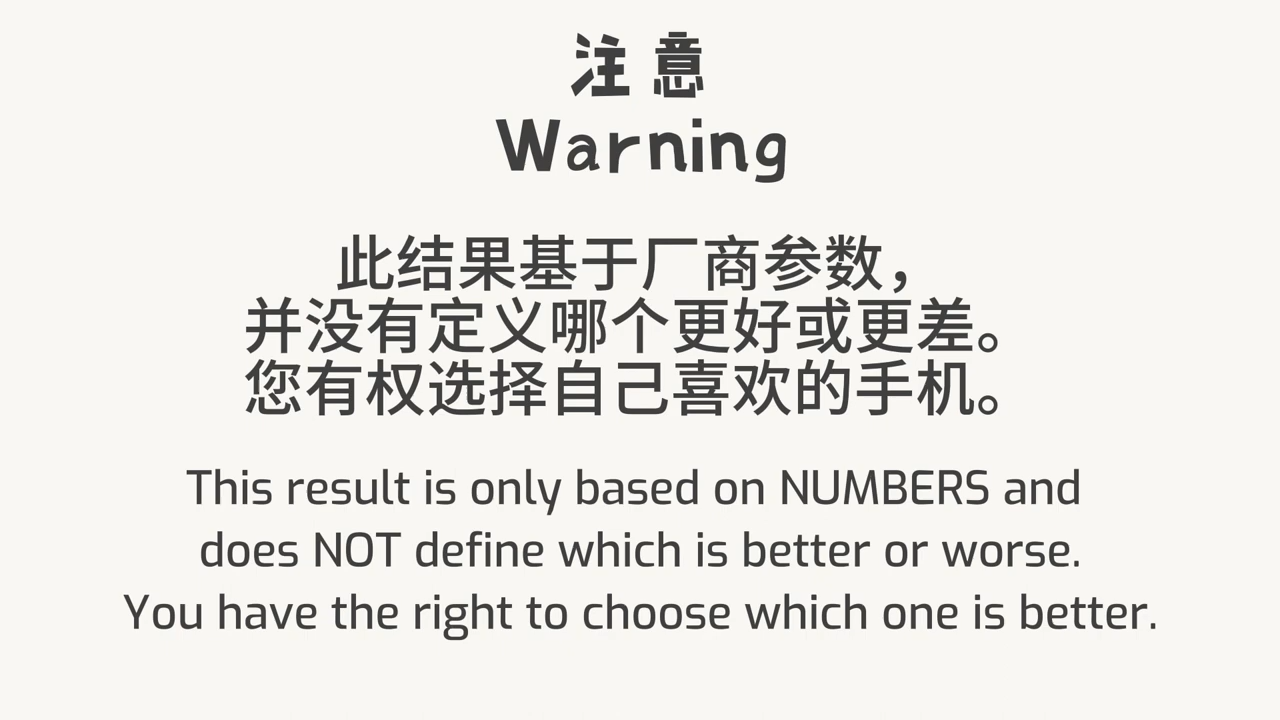 注意
Warning
此结果基于厂商参数，
并没有定义哪个更好或更差。
您有权选择自己喜欢的手机。
This result is only based on NUMBERS and
does NOT define which is better or worse.
You have the right to choose which one is better.